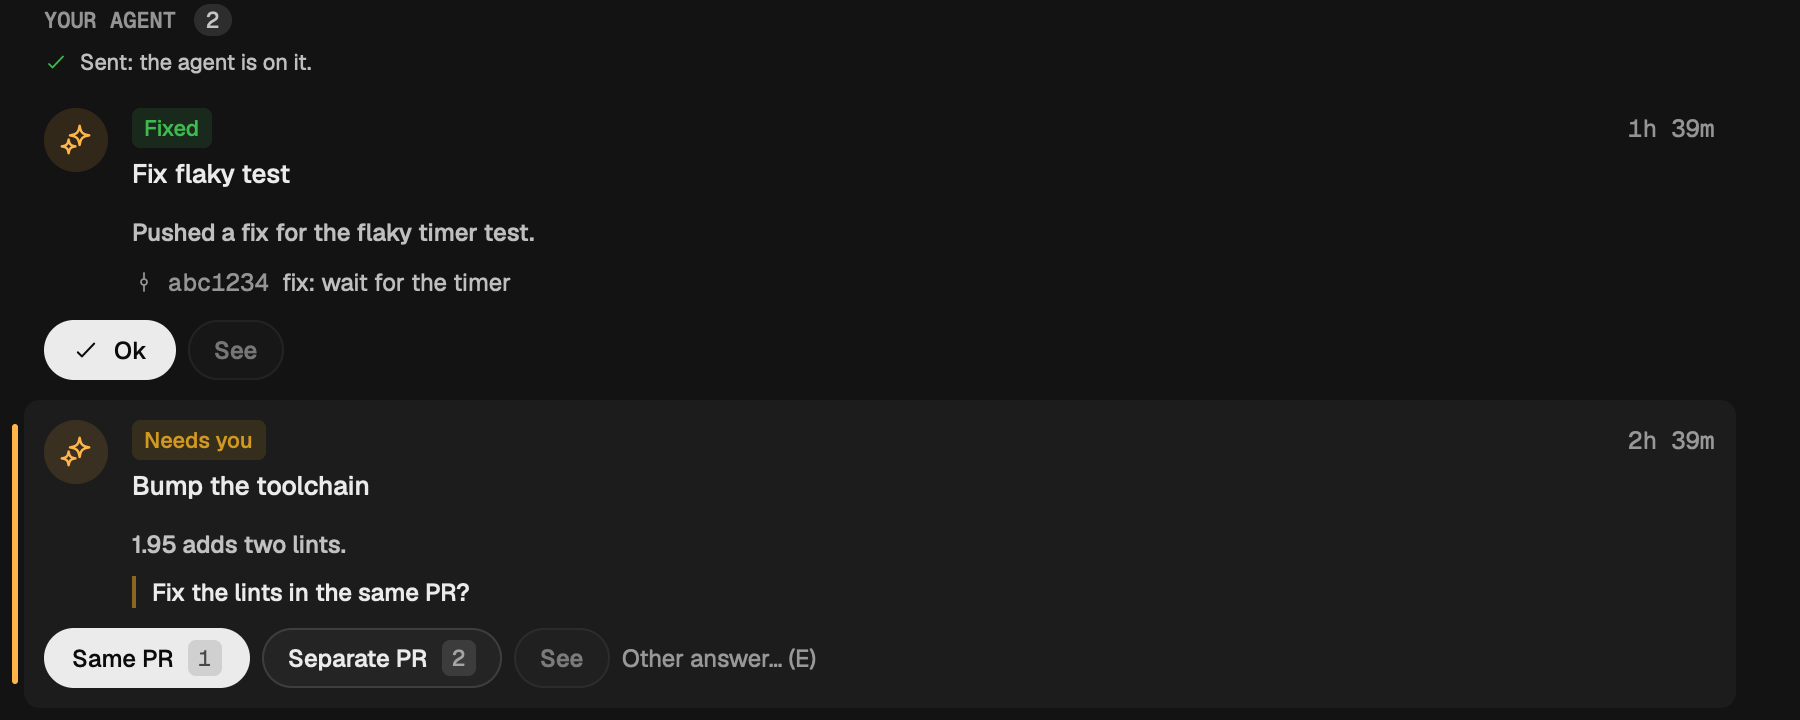 YOUR AGENT 2
Sent: the agent is on it.
Fixed 1h 39m
Fix flaky test
Pushed a fix for the flaky timer test.
abc1234 fix: wait for the timer
Ok See
Needs you 2h 39m
Bump the toolchain
1.95 adds two lints.
Fix the lints in the same PR?
Same PR 1 Separate PR 2 See Other answer... (E)